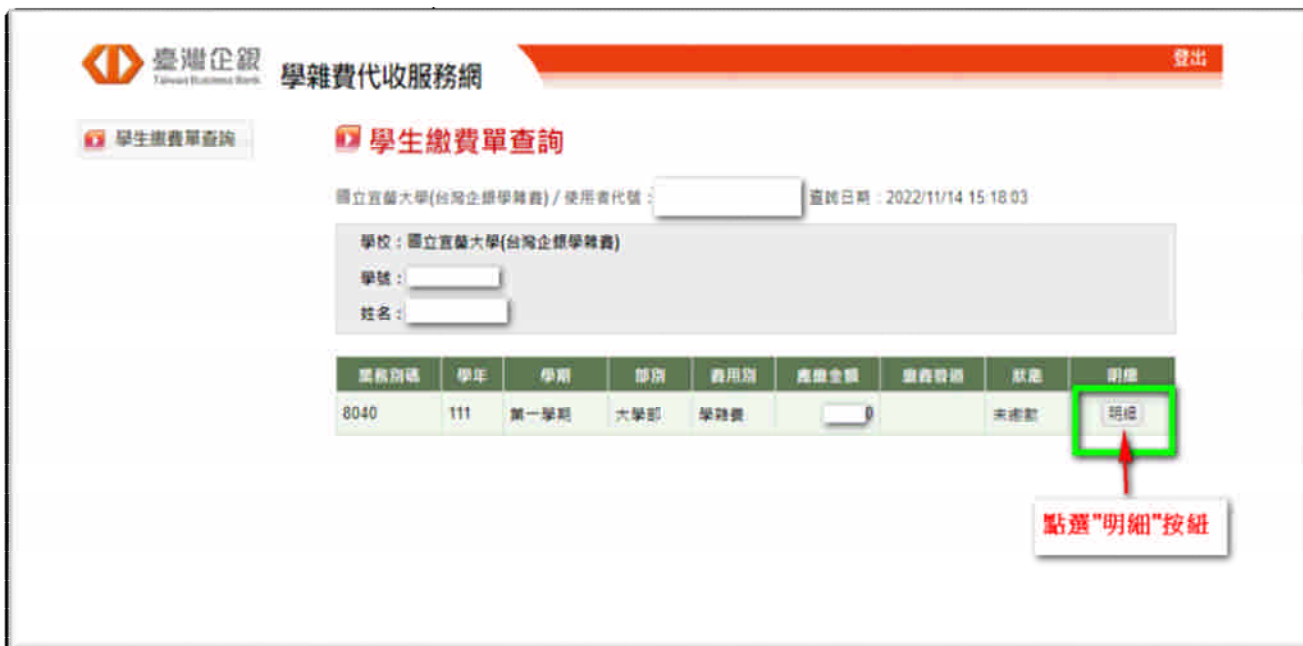 臺灣企銀
Taiwan Business Bank
學雜費代收服務網
登出
學生繳費單查詢
學生繳費單查詢
國立宜蘭大學(台灣企銀學雜費) / 使用者代號： 查詢日期：2022/11/14 15:18:03
學校：國立宜蘭大學(台灣企銀學雜費)
學號：
姓名：
業務別碼 學年 學期 部別 費用別 應繳金額 繳費管道 狀態 明細
8040 111 第一學期 大學部 學雜費 0 未繳款 明細
點選"明細"按紐